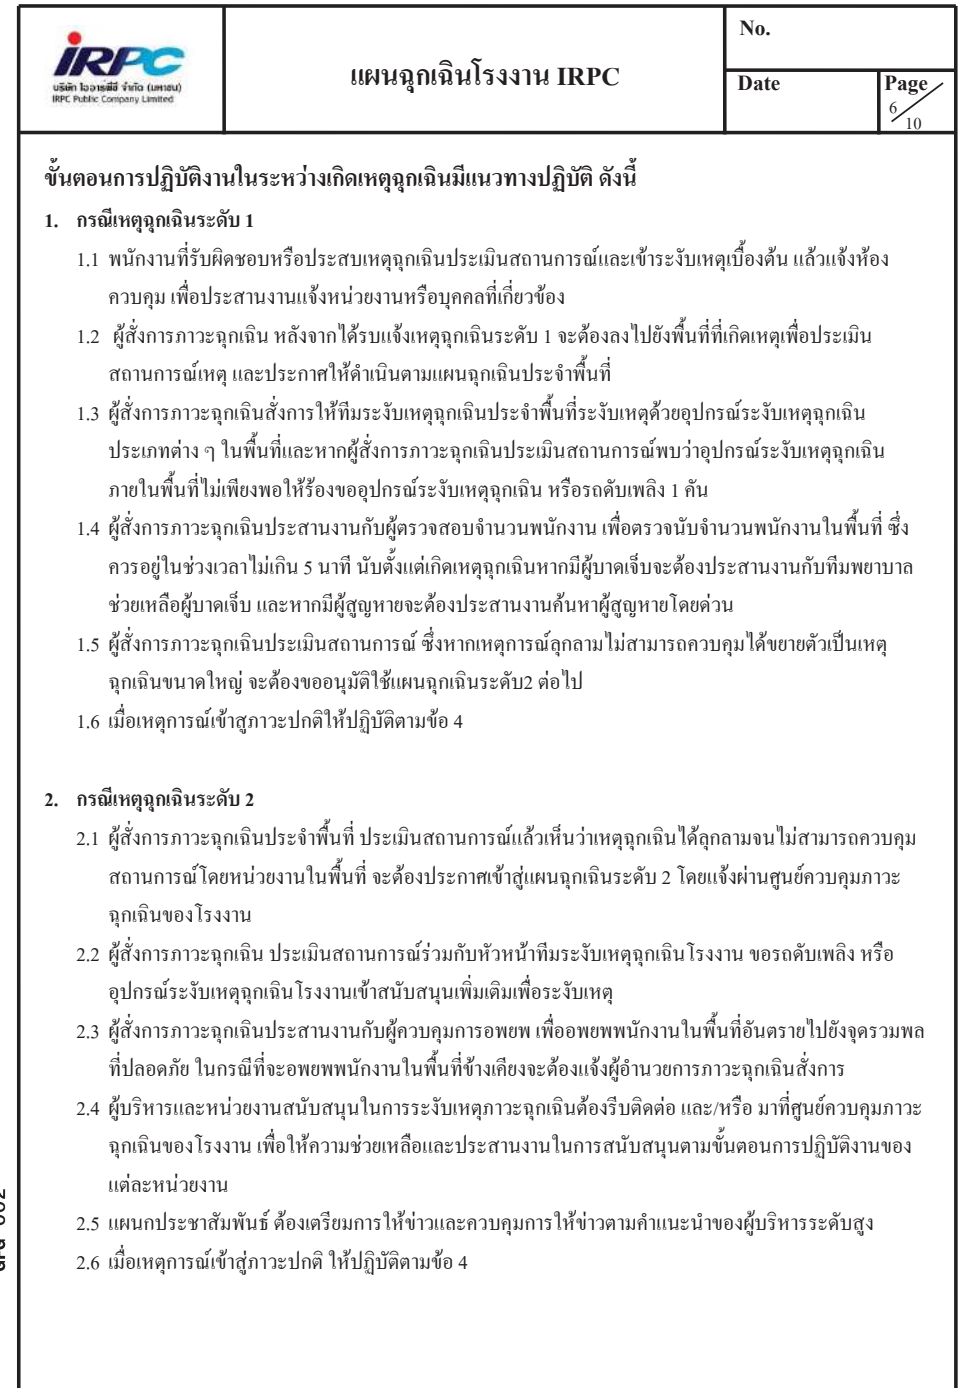 IRPC
บริษัท ไออาร์พีซี จำกัด (มหาชน)
IRPC Public Company Limited
แผนฉุกเฉินโรงงาน IRPC
No.
Date
Page
6/10
ขั้นตอนการปฏิบัติงานในระหว่างเกิดเหตุฉุกเฉินมีแนวทางปฏิบัติ ดังนี้
1. กรณีเหตุฉุกเฉินระดับ 1
1.1 พนักงานที่รับผิดชอบหรือประสบเหตุฉุกเฉินประเมินสถานการณ์และเข้าระงับเหตุเบื้องต้น แล้วแจ้งห้อง
ควบคุม เพื่อประสานงานแจ้งหน่วยงานหรือบุคคลที่เกี่ยวข้อง
1.2 ผู้สั่งการภาวะฉุกเฉิน หลังจากได้รบแจ้งเหตุฉุกเฉินระดับ 1 จะต้องลงไปยังพื้นที่ที่เกิดเหตุเพื่อประเมิน
สถานการณ์เหตุ และประกาศให้ดำเนินตามแผนฉุกเฉินประจำพื้นที่
1.3 ผู้สั่งการภาวะฉุกเฉินสั่งการให้ทีมระงับเหตุฉุกเฉินประจำพื้นที่ระงับเหตุด้วยอุปกรณ์ระงับเหตุฉุกเฉิน
ประเภทต่าง ๆ ในพื้นที่และหากผู้สั่งการภาวะฉุกเฉินประเมินสถานการณ์พบว่าอุปกรณ์ระงับเหตุฉุกเฉิน
ภายในพื้นที่ไม่เพียงพอให้ร้องขออุปกรณ์ระงับเหตุฉุกเฉิน หรือรถดับเพลิง 1 คัน
1.4 ผู้สั่งการภาวะฉุกเฉินประสานงานกับผู้ตรวจสอบจำนวนพนักงาน เพื่อตรวจนับจำนวนพนักงานในพื้นที่ ซึ่ง
ควรอยู่ในช่วงเวลาไม่เกิน 5 นาที นับตั้งแต่เกิดเหตุฉุกเฉินหากมีผู้บาดเจ็บจะต้องประสานงานกับทีมพยาบาล
ช่วยเหลือผู้บาดเจ็บ และหากมีผู้สูญหายจะต้องประสานงานค้นหาผู้สูญหายโดยด่วน
1.5 ผู้สั่งการภาวะฉุกเฉินประเมินสถานการณ์ ซึ่งหากเหตุการณ์ลุกลามไม่สามารถควบคุมได้ขยายตัวเป็นเหตุ
ฉุกเฉินขนาดใหญ่ จะต้องขออนุมัติใช้แผนฉุกเฉินระดับ2 ต่อไป
1.6 เมื่อเหตุการณ์เข้าสูภาวะปกติให้ปฏิบัติตามข้อ 4
2. กรณีเหตุฉุกเฉินระดับ 2
2.1 ผู้สั่งการภาวะฉุกเฉินประจำพื้นที่ ประเมินสถานการณ์แล้วเห็นว่าเหตุฉุกเฉินได้ลุกลามจนไม่สามารถควบคุม
สถานการณ์โดยหน่วยงานในพื้นที่ จะต้องประกาศเข้าสู่แผนฉุกเฉินระดับ 2 โดยแจ้งผ่านศูนย์ควบคุมภาวะ
ฉุกเฉินของโรงงาน
2.2 ผู้สั่งการภาวะฉุกเฉิน ประเมินสถานการณ์ร่วมกับหัวหน้าทีมระงับเหตุฉุกเฉินโรงงาน ขอรถดับเพลิง หรือ
อุปกรณ์ระงับเหตุฉุกเฉินโรงงานเข้าสนับสนุนเพิ่มเติมเพื่อระงับเหตุ
2.3 ผู้สั่งการภาวะฉุกเฉินประสานงานกับผู้ควบคุมการอพยพ เพื่ออพยพพนักงานในพื้นที่อันตรายไปยังจุดรวมพล
ที่ปลอดภัย ในกรณีที่จะอพยพพนักงานในพื้นที่ข้างเคียงจะต้องแจ้งผู้อำนวยการภาวะฉุกเฉินสั่งการ
2.4 ผู้บริหารและหน่วยงานสนับสนุนในการระงับเหตุภาวะฉุกเฉินต้องรีบติดต่อ และ/หรือ มาที่ศูนย์ควบคุมภาวะ
ฉุกเฉินของโรงงาน เพื่อให้ความช่วยเหลือและประสานงานในการสนับสนุนตามขั้นตอนการปฏิบัติงานของ
แต่ละหน่วยงาน
2.5 แผนกประชาสัมพันธ์ ต้องเตรียมการให้ข่าวและควบคุมการให้ข่าวตามคำแนะนำของผู้บริหารระดับสูง
2.6 เมื่อเหตุการณ์เข้าสู่ภาวะปกติ ให้ปฏิบัติตามข้อ 4